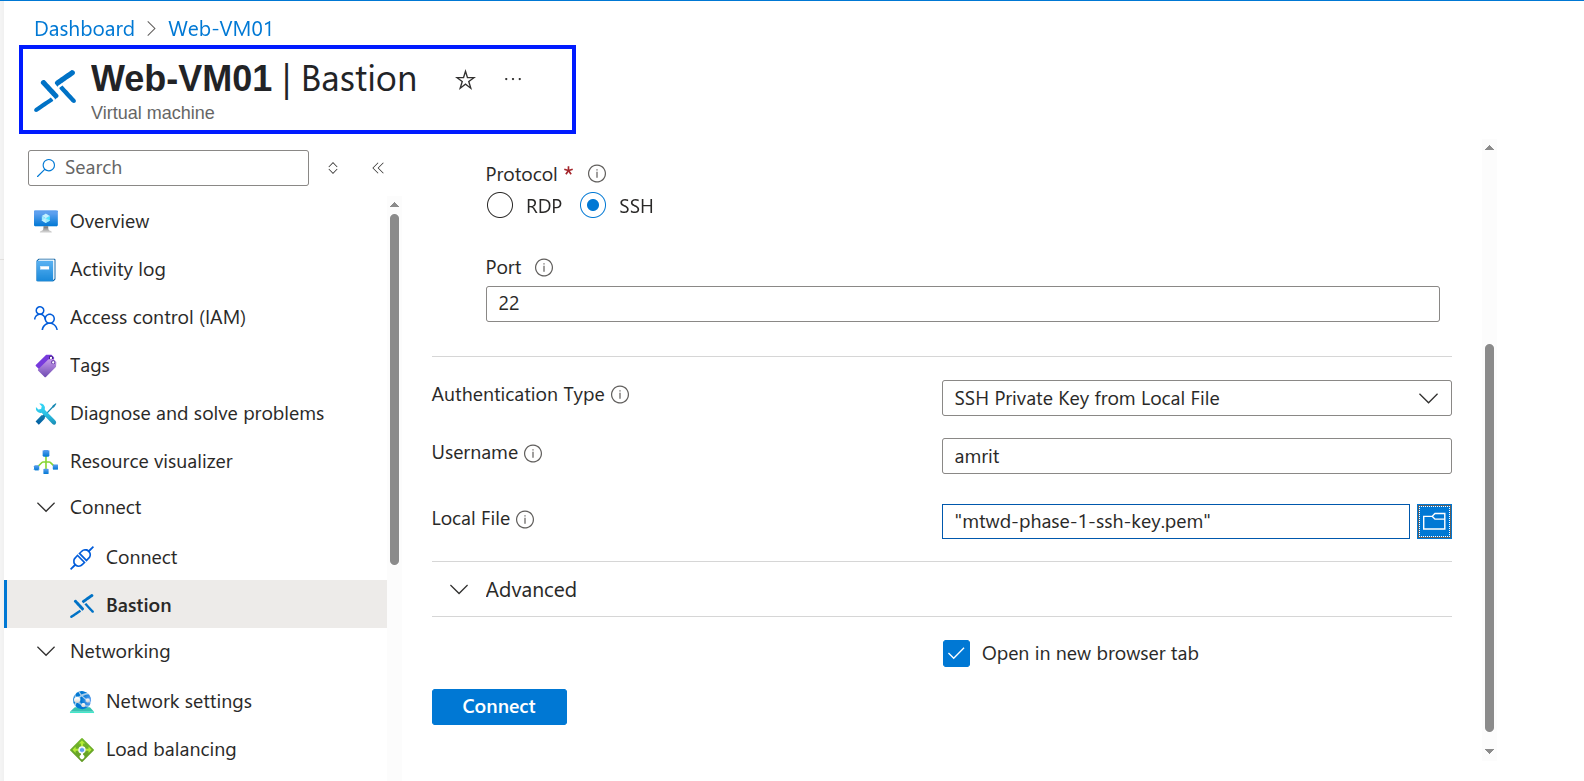 Dashboard > Web-VM01
Web-VM01 | Bastion
Virtual machine
Search
Overview
Activity log
Access control (IAM)
Tags
Diagnose and solve problems
Resource visualizer
Connect
Connect
Bastion
Networking
Network settings
Load balancing
Protocol *
RDP SSH
Port
22
Authentication Type
SSH Private Key from Local File
Username
amrit
Local File
"mtwd-phase-1-ssh-key.pem"
Advanced
Open in new browser tab
Connect